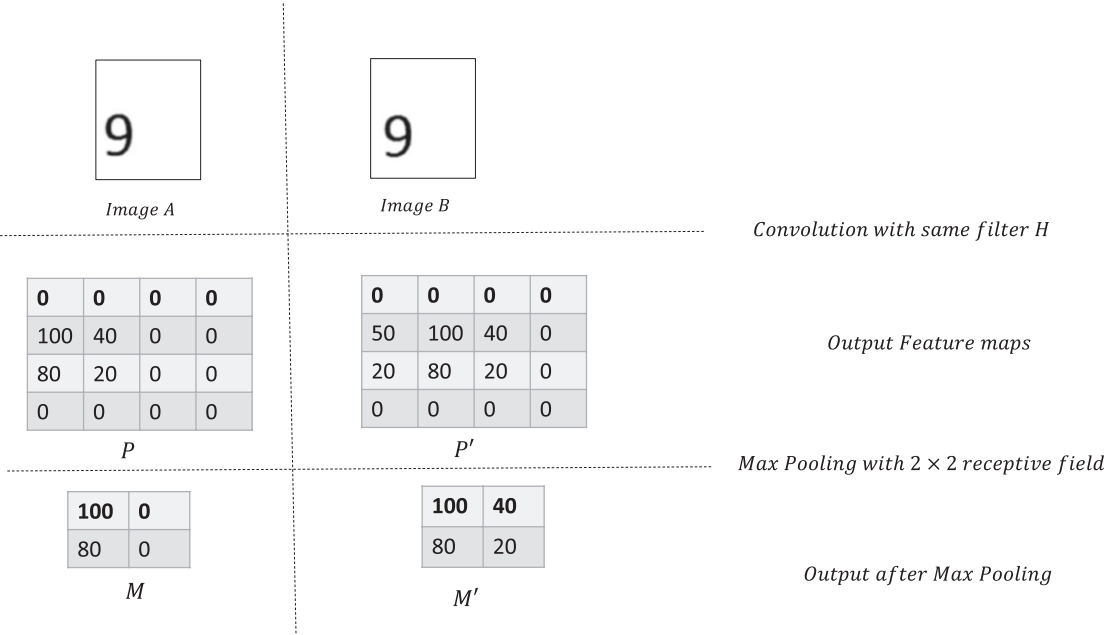 9
9
Image A
Image B
Convolution with same filter H
0 0 0 0
100 40 0 0
80 20 0 0
0 0 0 0
P
0 0 0 0
50 100 40 0
20 80 20 0
0 0 0 0
P′
Output Feature maps
Max Pooling with 2 × 2 receptive field
100 0
80 0
M
100 40
80 20
M′
Output after Max Pooling